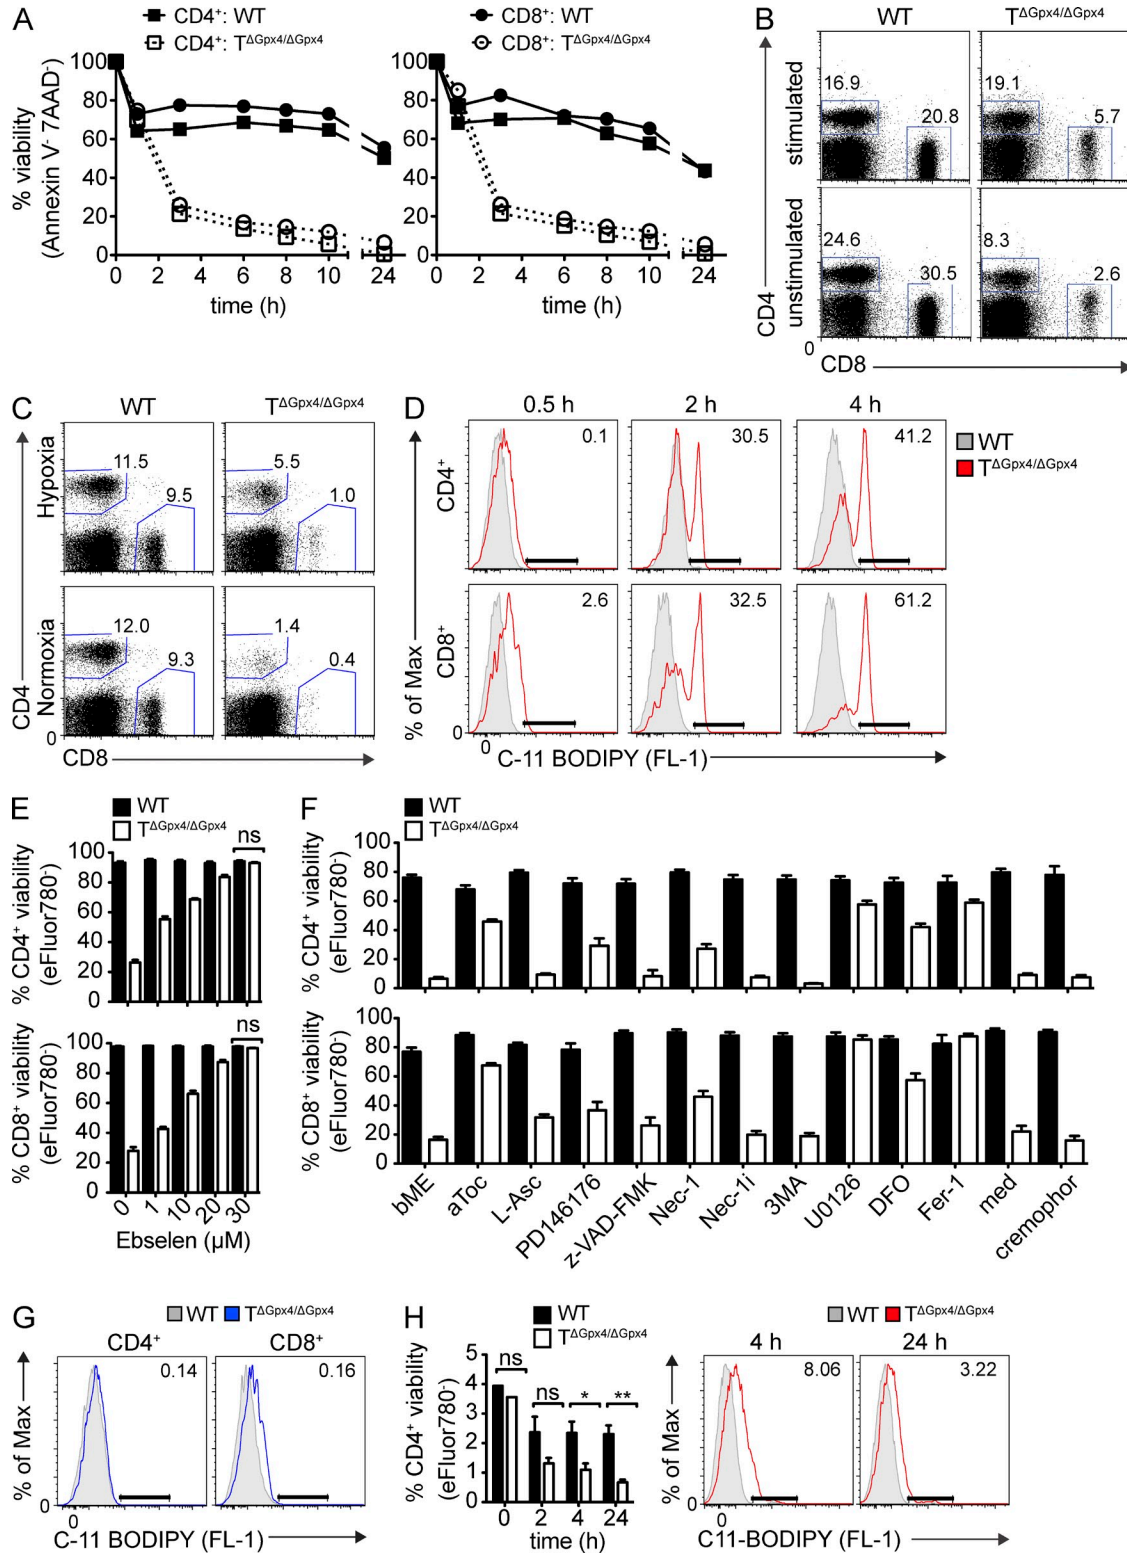 A
CD4⁺: WT
CD4⁺: TΔGpx4/ΔGpx4
CD8⁺: WT
CD8⁺: TΔGpx4/ΔGpx4
% viability
(Annexin V⁻ 7AAD⁻)
100
80
60
40
20
0
0 2 4 6 8 10 24
time (h)
100
80
60
40
20
0
0 2 4 6 8 10 24
time (h)
B
WT TΔGpx4/ΔGpx4
stimulated
16.9
20.8
19.1
5.7
unstimulated
24.6
30.5
8.3
2.6
CD4
0
CD8
C
WT TΔGpx4/ΔGpx4
Hypoxia
11.5
9.5
5.5
1.0
Normoxia
12.0
9.3
1.4
0.4
CD4
0
CD8
D
0.5 h 2 h 4 h
WT
TΔGpx4/ΔGpx4
CD4⁺
0.1 30.5 41.2
CD8⁺
2.6 32.5 61.2
% of Max
0
0
C-11 BODIPY (FL-1)
E
WT
TΔGpx4/ΔGpx4
% CD4⁺ viability
(eFluor780⁻)
100
80
60
40
20
0
ns
% CD8⁺ viability
(eFluor780⁻)
100
80
60
40
20
0
ns
0 1 10 20 30
Ebselen (µM)
F
WT
TΔGpx4/ΔGpx4
% CD4⁺ viability
(eFluor780⁻)
100
80
60
40
20
0
% CD8⁺ viability
(eFluor780⁻)
100
80
60
40
20
0
bME
aToc
L-Asc
PD146176
z-VAD-FMK
Nec-1
Nec-1i
3MA
U0126
DFO
Fer-1
med
cremophor
G
WT TΔGpx4/ΔGpx4
CD4⁺ CD8⁺
0.14 0.16
% of Max
0
0
C-11 BODIPY (FL-1)
H
WT
TΔGpx4/ΔGpx4
% CD4⁺ viability
(eFluor780⁻)
5
4
3
2
1
0
ns
ns
*
**
0 2 4 24
time (h)
WT TΔGpx4/ΔGpx4
4 h 24 h
8.06 3.22
% of Max
0
0
C11-BODIPY (FL-1)